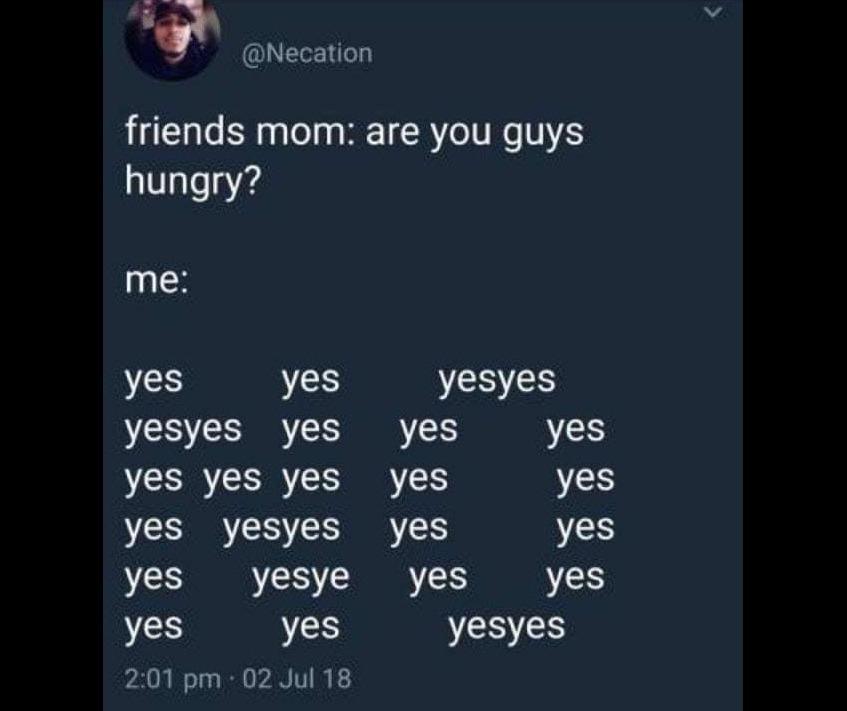 @Necation
friends mom: are you guys
hungry?
me:
yes yes yesyes
yesyes yes yes yes
yes yes yes yes yes
yes yesyes yes yes
yes yesye yes yes
yes yes yesyes
2:01 pm · 02 Jul 18